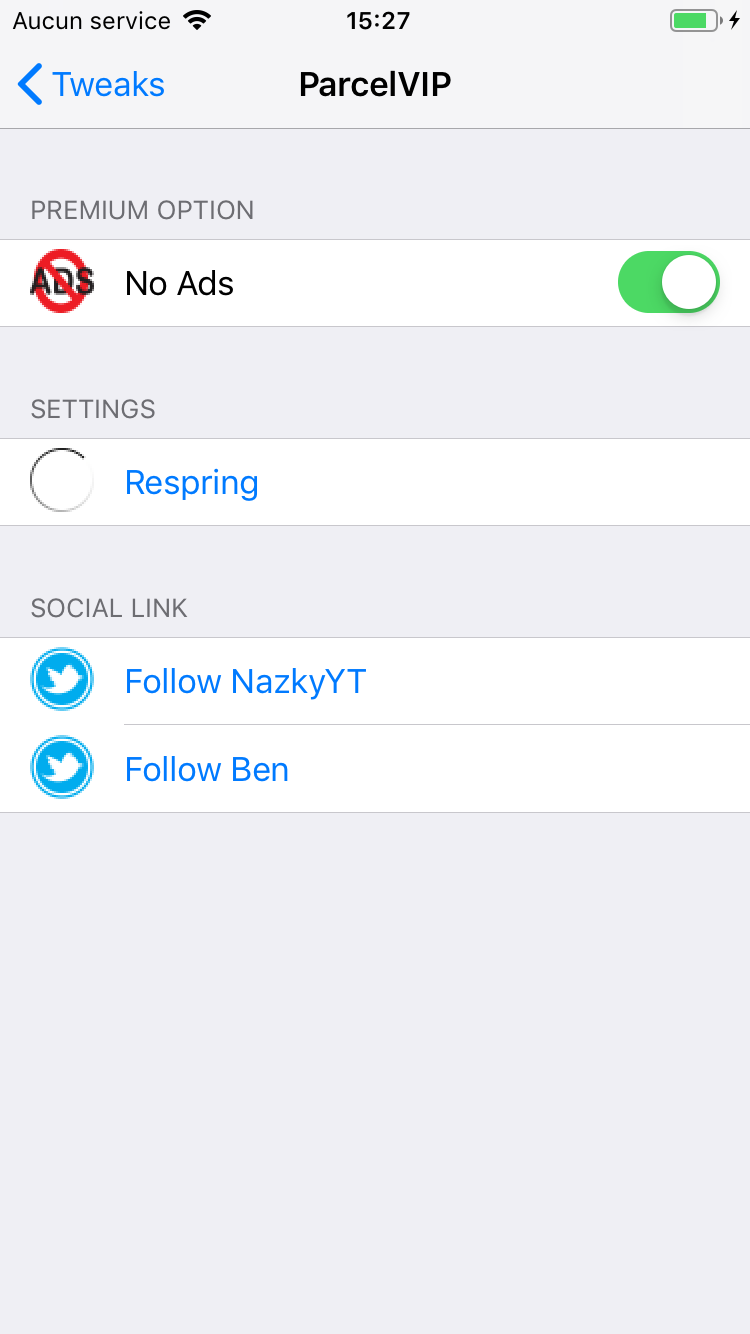 Aucun service 15:27
Tweaks ParcelVIP
PREMIUM OPTION
ADS No Ads
SETTINGS
Respring
SOCIAL LINK
Follow NazkyYT
Follow Ben